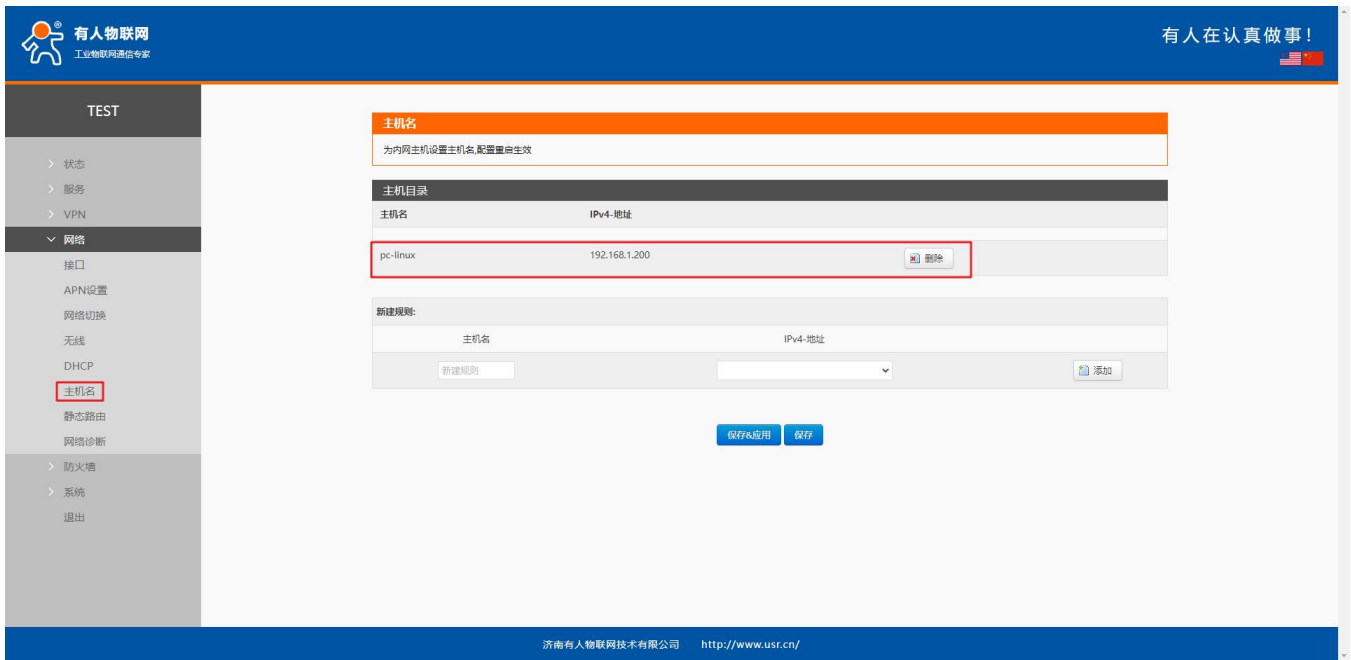 有人物联网
工业物联网通信专家
有人在认真做事！
TEST
状态
服务
VPN
网络
接口
APN设置
网络切换
无线
DHCP
主机名
静态路由
网络诊断
防火墙
系统
退出
主机名
为内网主机设置主机名,配置重启生效
主机目录
主机名 IPv4-地址
pc-linux 192.168.1.200 删除
新建规则:
主机名 IPv4-地址
新建规则 添加
保存&应用 保存
济南有人物联网技术有限公司 http://www.usr.cn/